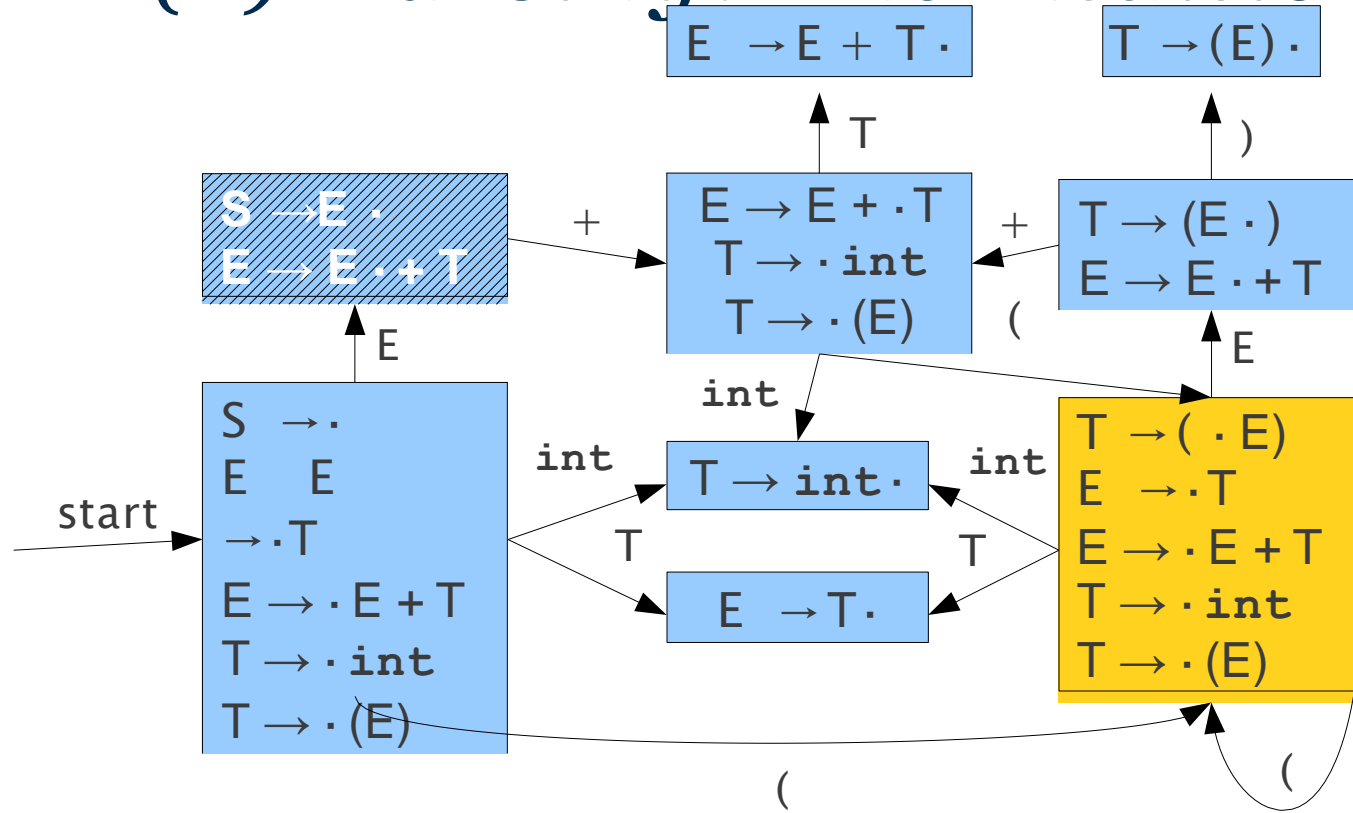 E → E + T ·
T → (E) ·
T
)
S → E ·
E → E · + T
+
E → E + · T
T → · int
T → · (E)
+
T → (E · )
E → E · + T
(
E
int
E
start
S → ·
E E
→ · T
E → · E + T
T → · int
T → · (E)
int
T
T → int ·
E → T ·
int
T
T → ( · E)
E → · T
E → · E + T
T → · int
T → · (E)
(
(